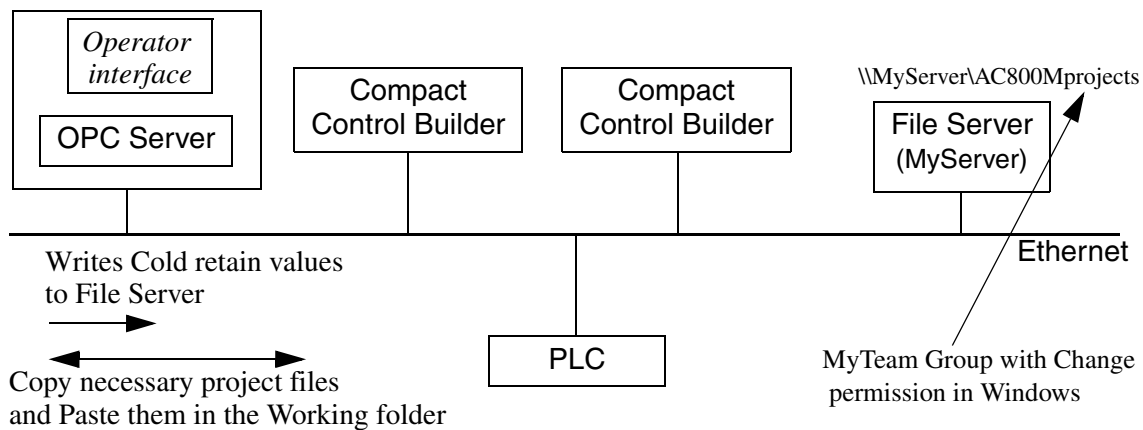 Operator
interface
OPC Server
Compact
Control Builder
Compact
Control Builder
\\MyServer\AC800Mprojects
File Server
(MyServer)
Ethernet
Writes Cold retain values
to File Server
Copy necessary project files
and Paste them in the Working folder
PLC
MyTeam Group with Change
permission in Windows